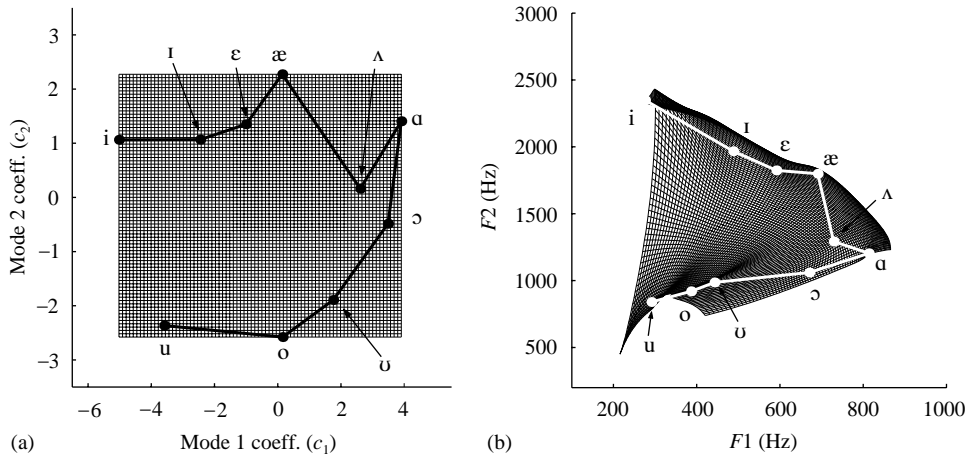 3
2
1
0
−1
−2
−3
Mode 2 coeff. (c2)
ɪ
ɛ
æ
ʌ
i
ɑ
ɔ
u
o
ʊ
−6
−4
−2
0
2
4
(a)
Mode 1 coeff. (c1)
3000
2500
2000
1500
1000
500
F2 (Hz)
i
ɪ
ɛ
æ
ʌ
ɑ
ɔ
o
u
ʊ
200
400
600
800
1000
(b)
F1 (Hz)